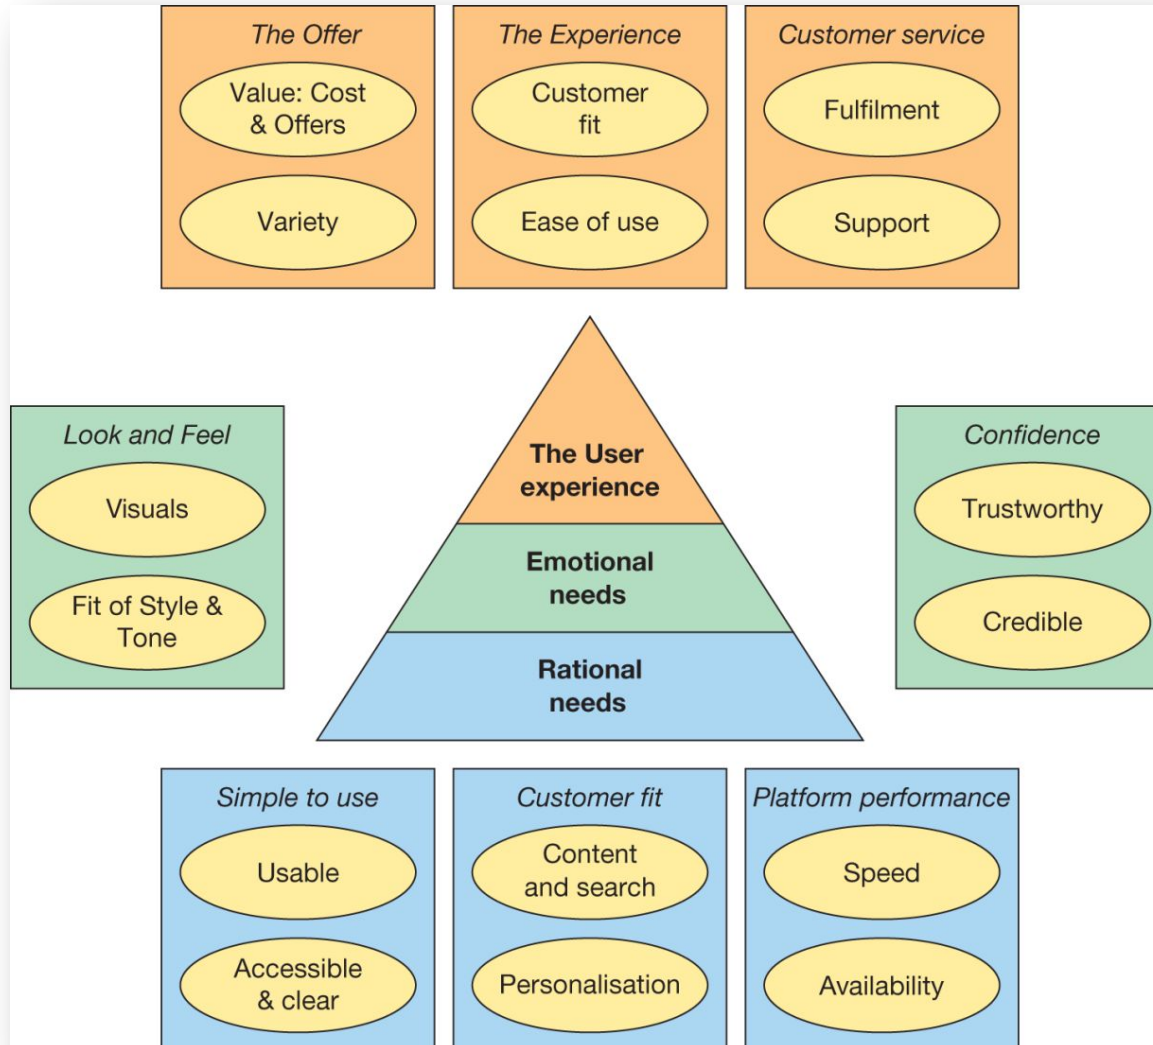 The Offer
Value: Cost
& Offers
Variety
The Experience
Customer
fit
Ease of use
Customer service
Fulfilment
Support
Look and Feel
Visuals
Fit of Style &
Tone
The User
experience
Emotional
needs
Rational
needs
Confidence
Trustworthy
Credible
Simple to use
Usable
Accessible
& clear
Customer fit
Content
and search
Personalisation
Platform performance
Speed
Availability